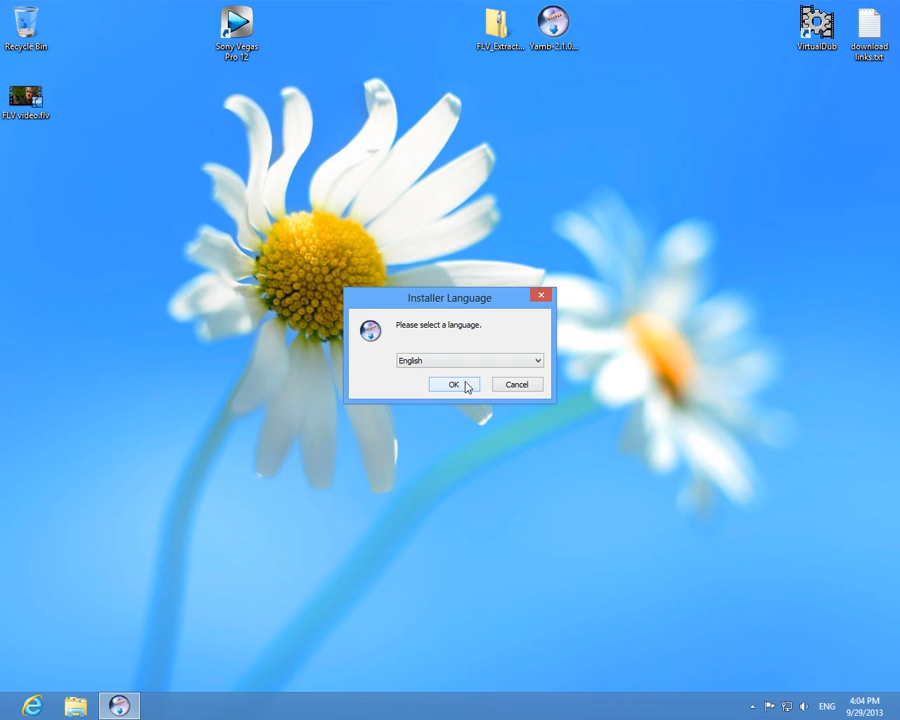 Recycle Bin
Sony Vegas
Pro 12
FLV_Extract...
Yamb-2.1.0...
VirtualDub
download
links.txt
FLV video.flv
Installer Language
Please select a language.
English
OK
Cancel
ENG
4:04 PM
9/29/2013